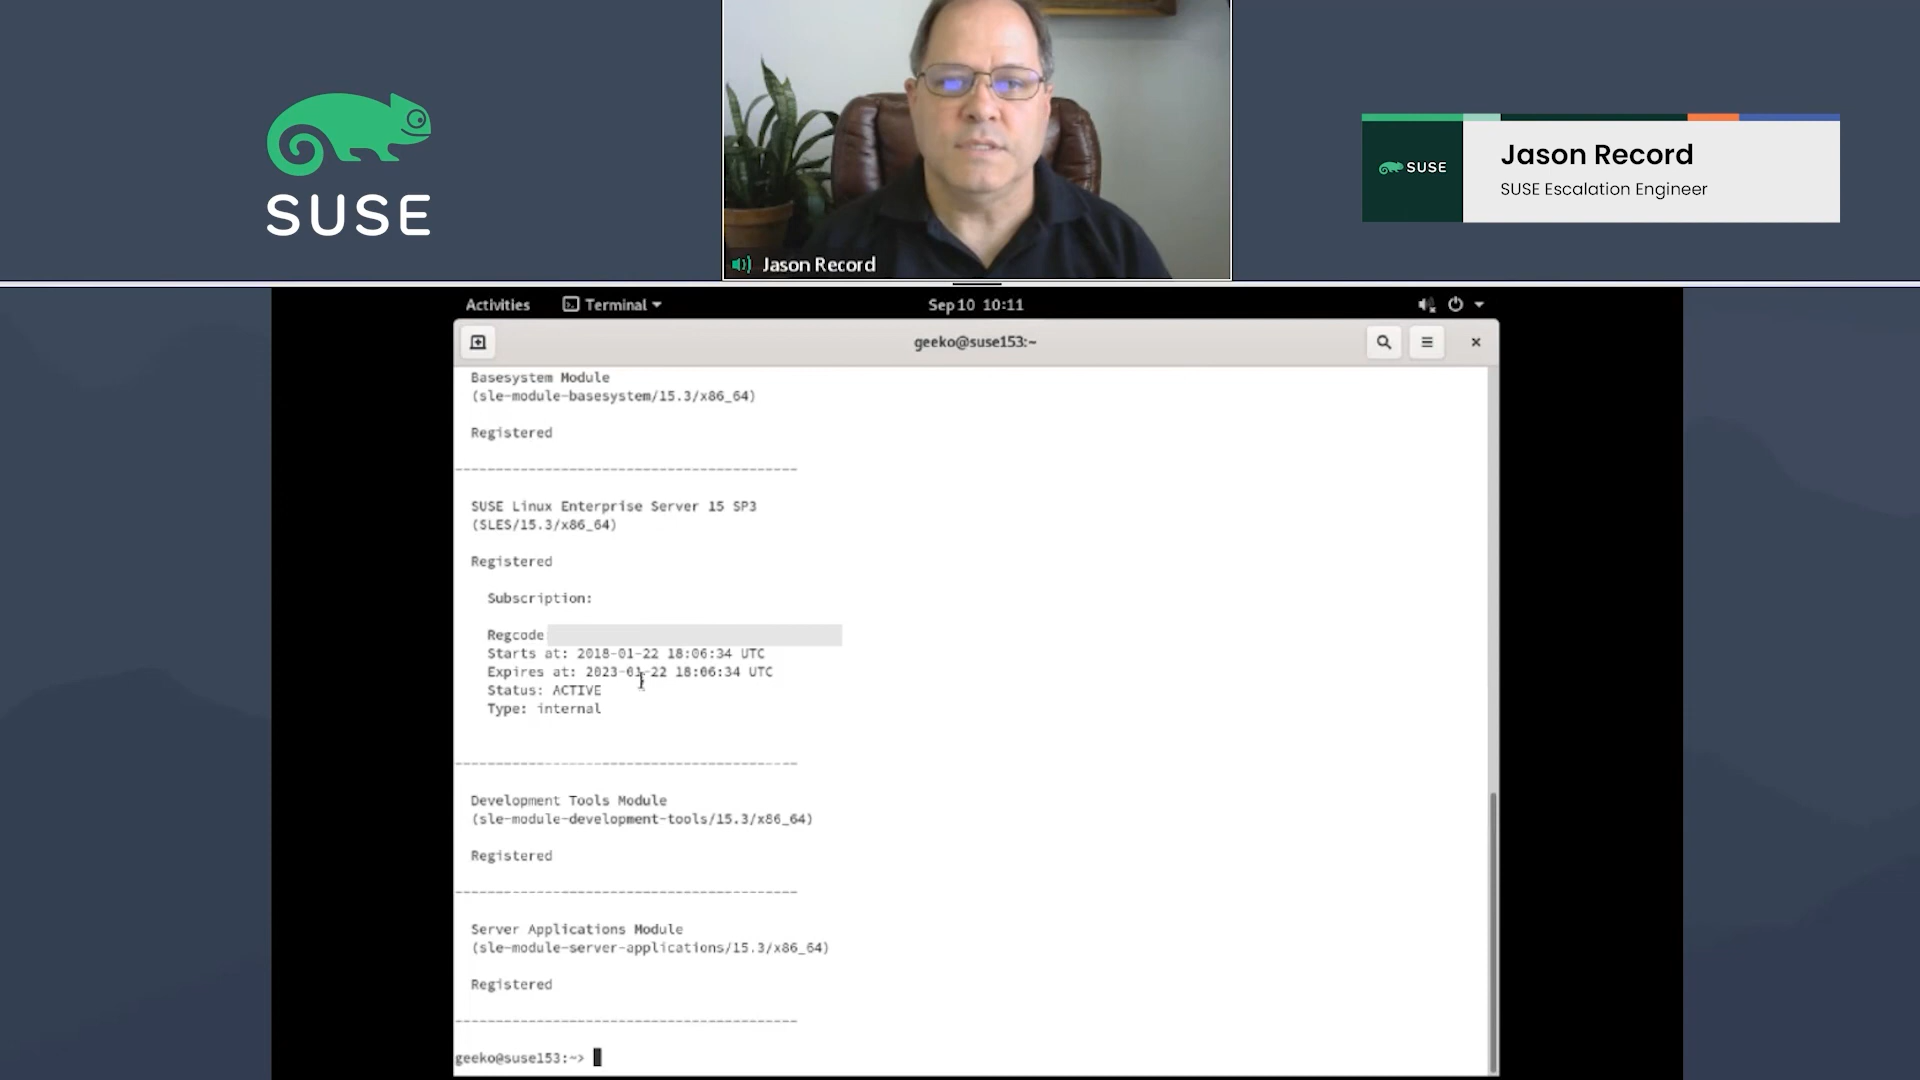 SUSE
Jason Record
SUSE
Jason Record
SUSE Escalation Engineer
Activities
Terminal
Sep 10 10:11
geeko@suse153:~
Basesystem Module
(sle-module-basesystem/15.3/x86_64)
Registered
------------------------------------------
SUSE Linux Enterprise Server 15 SP3
(SLES/15.3/x86_64)
Registered
Subscription:
Regcode
Starts at: 2018-01-22 18:06:34 UTC
Expires at: 2023-01-22 18:06:34 UTC
Status: ACTIVE
Type: internal
------------------------------------------
Development Tools Module
(sle-module-development-tools/15.3/x86_64)
Registered
------------------------------------------
Server Applications Module
(sle-module-server-applications/15.3/x86_64)
Registered
------------------------------------------
geeko@suse153:~>